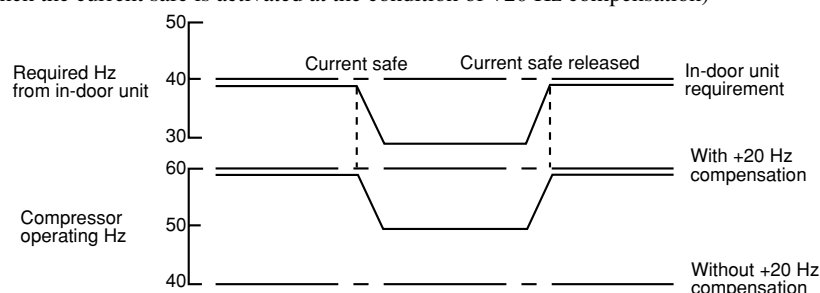 when the current safe is activated at the condition of +20 Hz compensation)
50
Current safe
Current safe released
Required Hz
from in-door unit
40
In-door unit
requirement
30
60
With +20 Hz
compensation
Compressor
operating Hz
50
40
Without +20 Hz
compensation